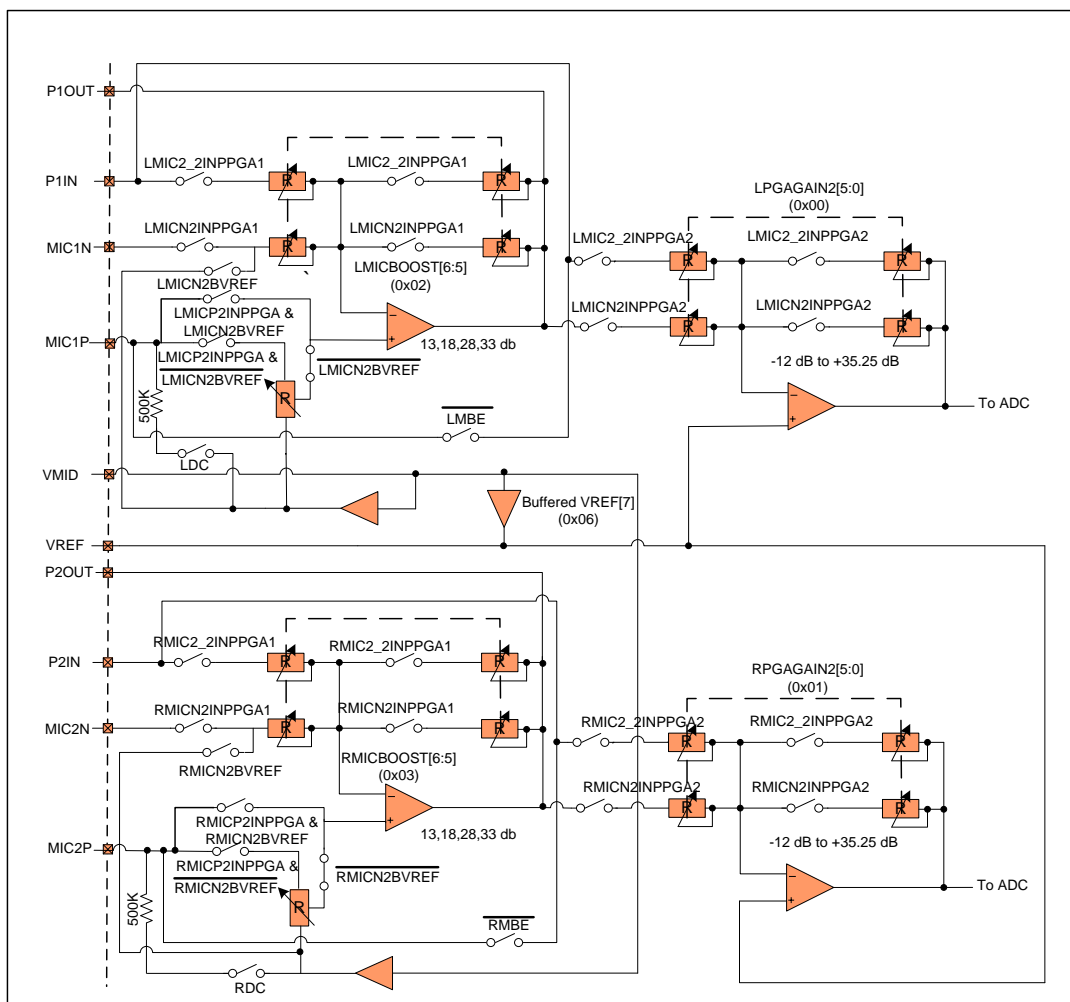 P1OUT
P1IN
LMIC2_2INPPGA1
R
LMIC2_2INPPGA1
R
MIC1N
LMICN2INPPGA1
R
LMICN2INPPGA1
R
LMICN2BVREF
LMICBOOST[6:5]
(0x02)
LMICP2INPPGA &
LMICN2BVREF
MIC1P
LMICP2INPPGA &
LMICN2BVREF
R
LMICN2BVREF
−
+
13,18,28,33 db
500K
LMBE
LDC
LPGAGAIN2[5:0]
(0x00)
LMIC2_2INPPGA2
R
LMIC2_2INPPGA2
R
LMICN2INPPGA2
R
LMICN2INPPGA2
R
-12 dB to +35.25 dB
−
+
To ADC
VMID
Buffered VREF[7]
(0x06)
VREF
P2OUT
P2IN
RMIC2_2INPPGA1
R
RMIC2_2INPPGA1
R
MIC2N
RMICN2INPPGA1
R
RMICN2INPPGA1
R
RMICN2BVREF
RMICBOOST[6:5]
(0x03)
RMICP2INPPGA &
RMICN2BVREF
MIC2P
RMICP2INPPGA &
RMICN2BVREF
R
RMICN2BVREF
−
+
13,18,28,33 db
500K
RMBE
RDC
RPGAGAIN2[5:0]
(0x01)
RMIC2_2INPPGA2
R
RMIC2_2INPPGA2
R
RMICN2INPPGA2
R
RMICN2INPPGA2
R
-12 dB to +35.25 dB
−
+
To ADC